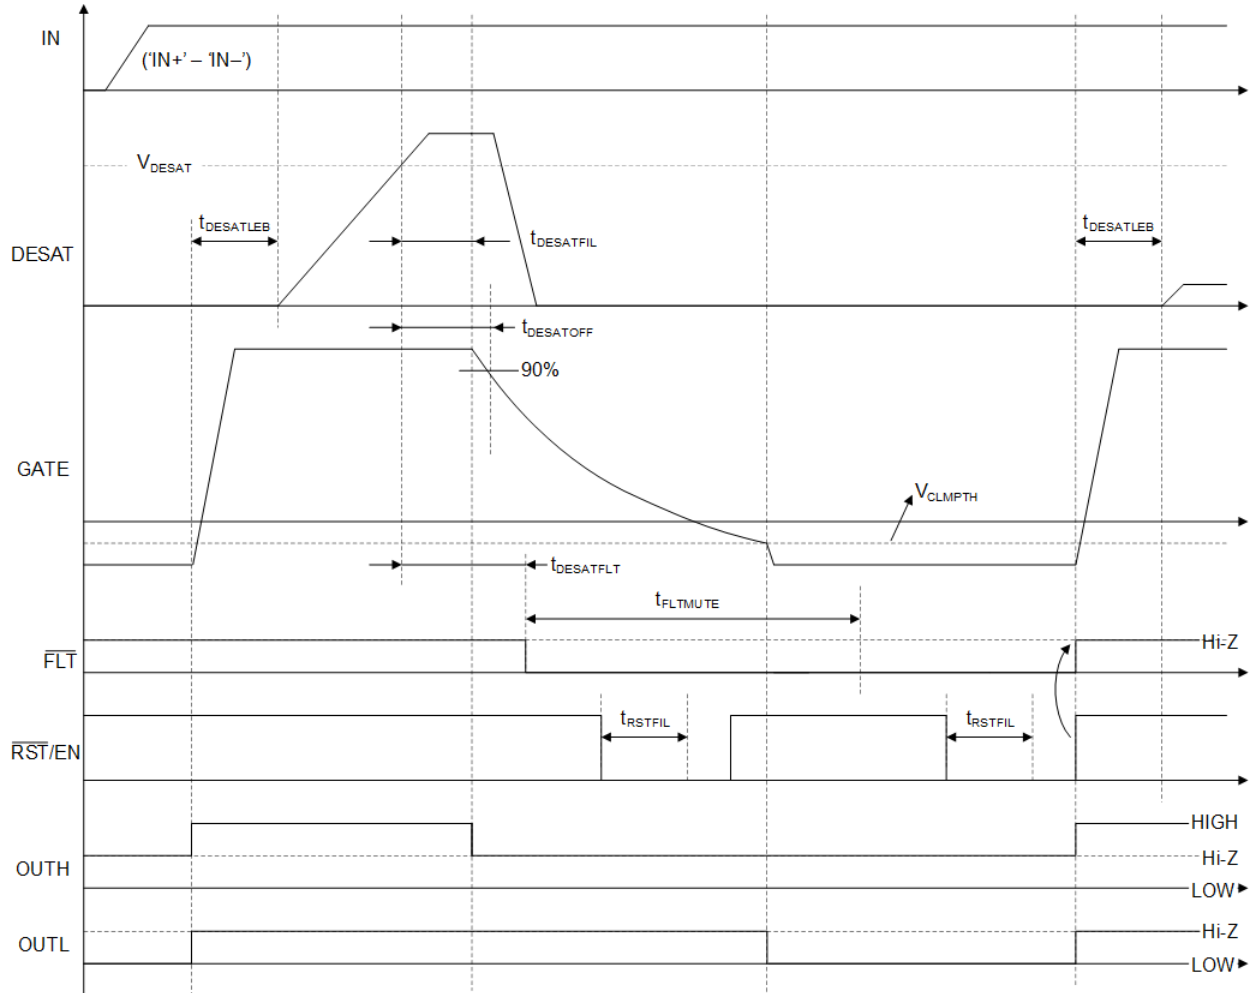 IN
('IN+' – 'IN–')
VDESAT
tDESATLEB
tDESATFIL
tDESATLEB
DESAT
tDESATOFF
90%
GATE
VCLMPTH
tDESATFLT
tFLTMUTE
Hi-Z
FLT
tRSTFIL
tRSTFIL
RST/EN
HIGH
Hi-Z
OUTH
LOW
Hi-Z
OUTL
LOW